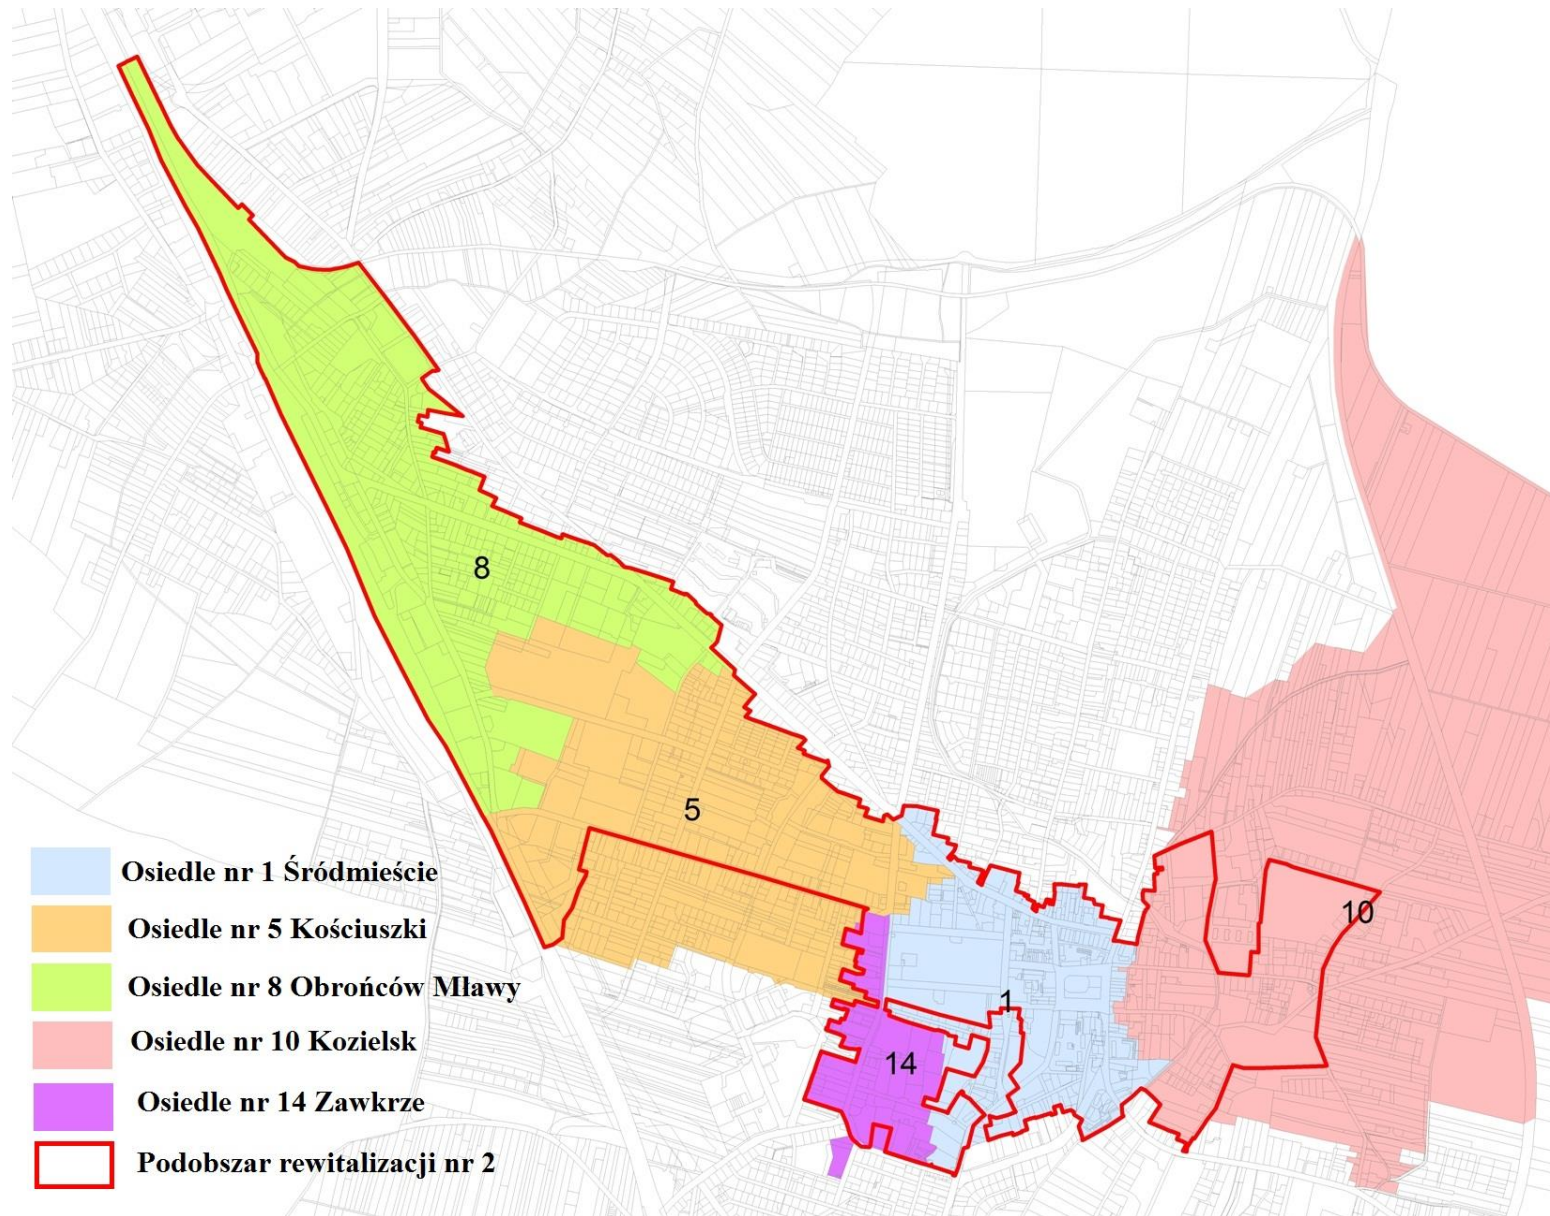 8
5
10
1
14
Osiedle nr 1 Śródmieście
Osiedle nr 5 Kościuszki
Osiedle nr 8 Obrońców Mławy
Osiedle nr 10 Kozielsk
Osiedle nr 14 Zawkrze
Podobszar rewitalizacji nr 2